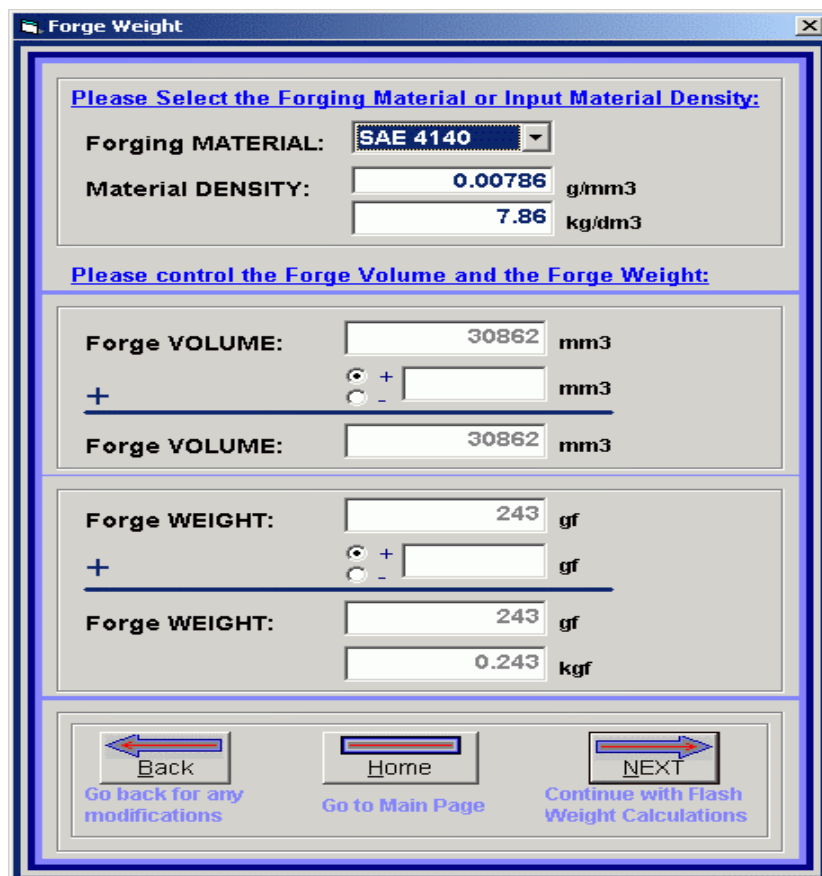 Forge Weight
Please Select the Forging Material or Input Material Density:
Forging MATERIAL: SAE 4140
Material DENSITY: 0.00786 g/mm3
7.86 kg/dm3
Please control the Forge Volume and the Forge Weight:
Forge VOLUME: 30862 mm3
+ + mm3
-
Forge VOLUME: 30862 mm3
Forge WEIGHT: 243 gf
+ + gf
-
Forge WEIGHT: 243 gf
0.243 kgf
Back Home NEXT
Go back for any modifications
Go to Main Page
Continue with Flash Weight Calculations